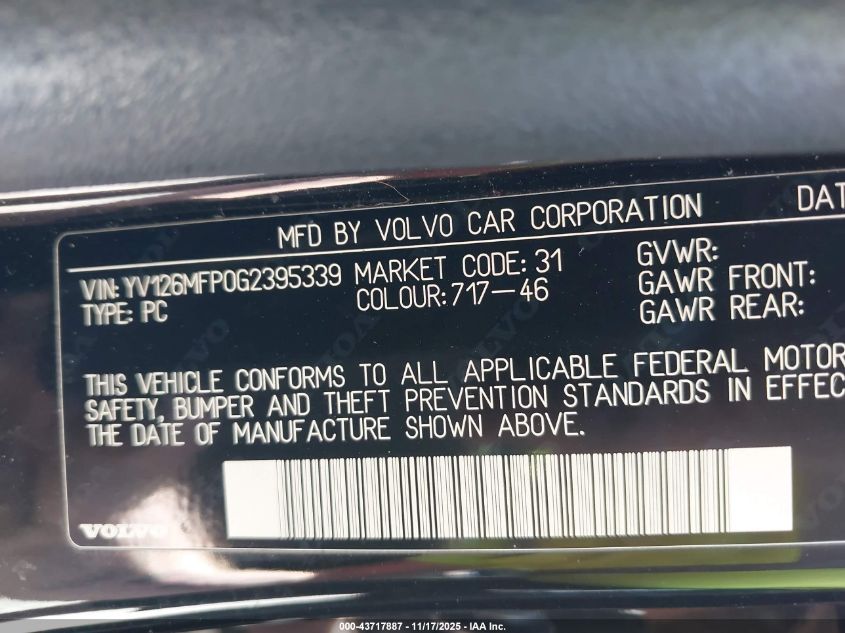 MFD BY VOLVO CAR CORPORATION DAT
VIN: YV126MFP0G2395339 MARKET CODE: 31 GVWR:
TYPE: PC COLOUR: 717-46 GAWR FRONT:
GAWR REAR:
THIS VEHICLE CONFORMS TO ALL APPLICABLE FEDERAL MOTOR
SAFETY, BUMPER AND THEFT PREVENTION STANDARDS IN EFFEC
THE DATE OF MANUFACTURE SHOWN ABOVE.
VOLVO
000-43717887 - 11/17/2025 - IAA Inc.